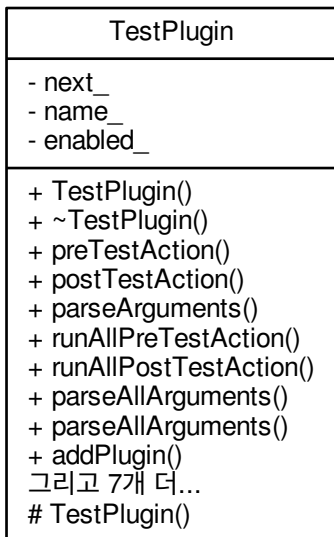 TestPlugin
- next_
- name_
- enabled_
+ TestPlugin()
+ ~TestPlugin()
+ preTestAction()
+ postTestAction()
+ parseArguments()
+ runAllPreTestAction()
+ runAllPostTestAction()
+ parseAllArguments()
+ parseAllArguments()
+ addPlugin()
그리고 7개 더...
# TestPlugin()